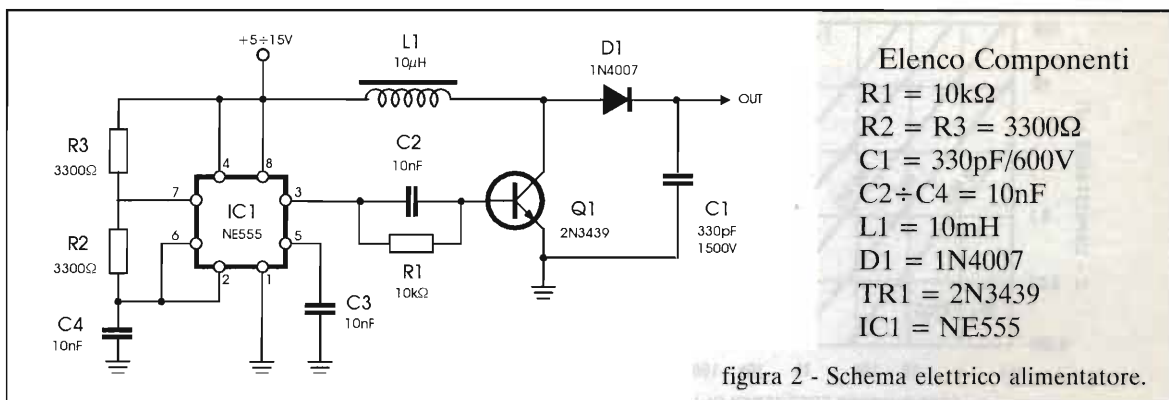 +5÷15V
L1
10µH
D1
1N4007
OUT
R3
3300Ω
C2
10nF
4
8
7
3
IC1
NE555
Q1
2N3439
C1
330pF
1500V
6
5
R2
3300Ω
2
1
R1
10kΩ
C3
10nF
C4
10nF
Elenco Componenti
R1 = 10kΩ
R2 = R3 = 3300Ω
C1 = 330pF/600V
C2÷C4 = 10nF
L1 = 10mH
D1 = 1N4007
TR1 = 2N3439
IC1 = NE555
figura 2 - Schema elettrico alimentatore.